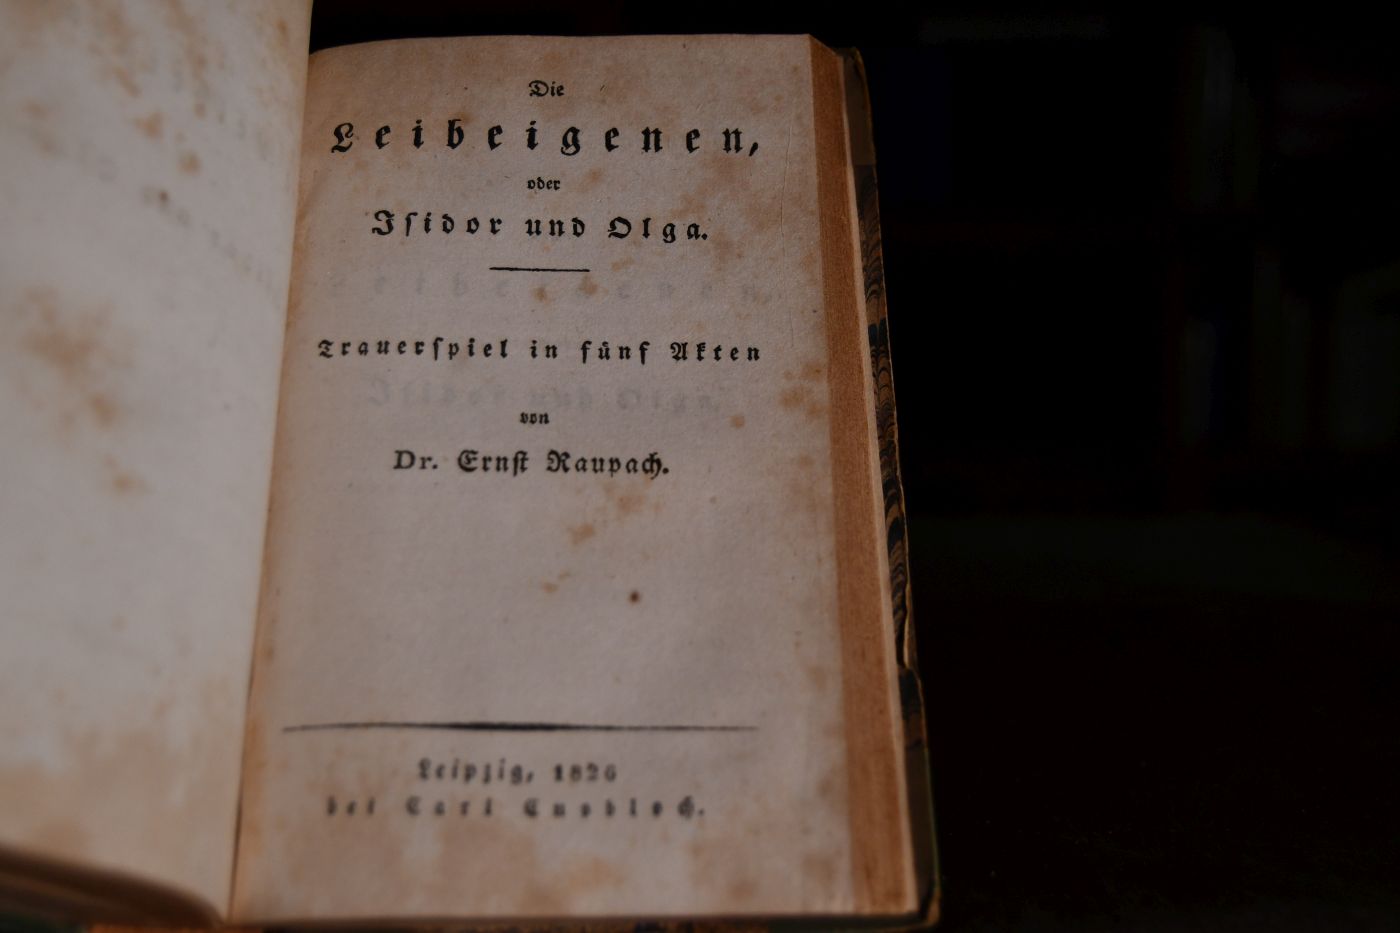 Die
Leibeigenen,
oder
Iſidor und Olga.
Trauerſpiel in fünf Akten
von
Dr. Ernſt Raupach.
Leipzig, 1826
bei Carl Cnobloch.